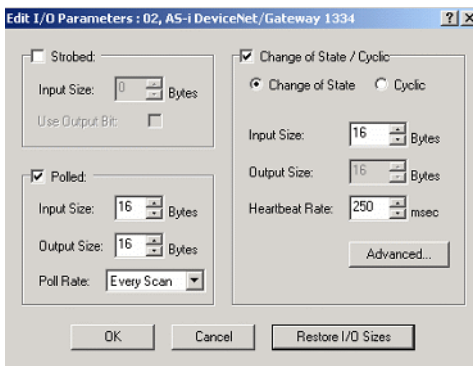 Edit I/O Parameters : 02, AS-i DeviceNet/Gateway 1334
Strobed:
Input Size: 0 Bytes
Use Output Bit:
Polled:
Input Size: 16 Bytes
Output Size: 16 Bytes
Poll Rate: Every Scan
Change of State / Cyclic
Change of State Cyclic
Input Size: 16 Bytes
Output Size: 16 Bytes
Heartbeat Rate: 250 msec
Advanced...
OK Cancel Restore I/O Sizes